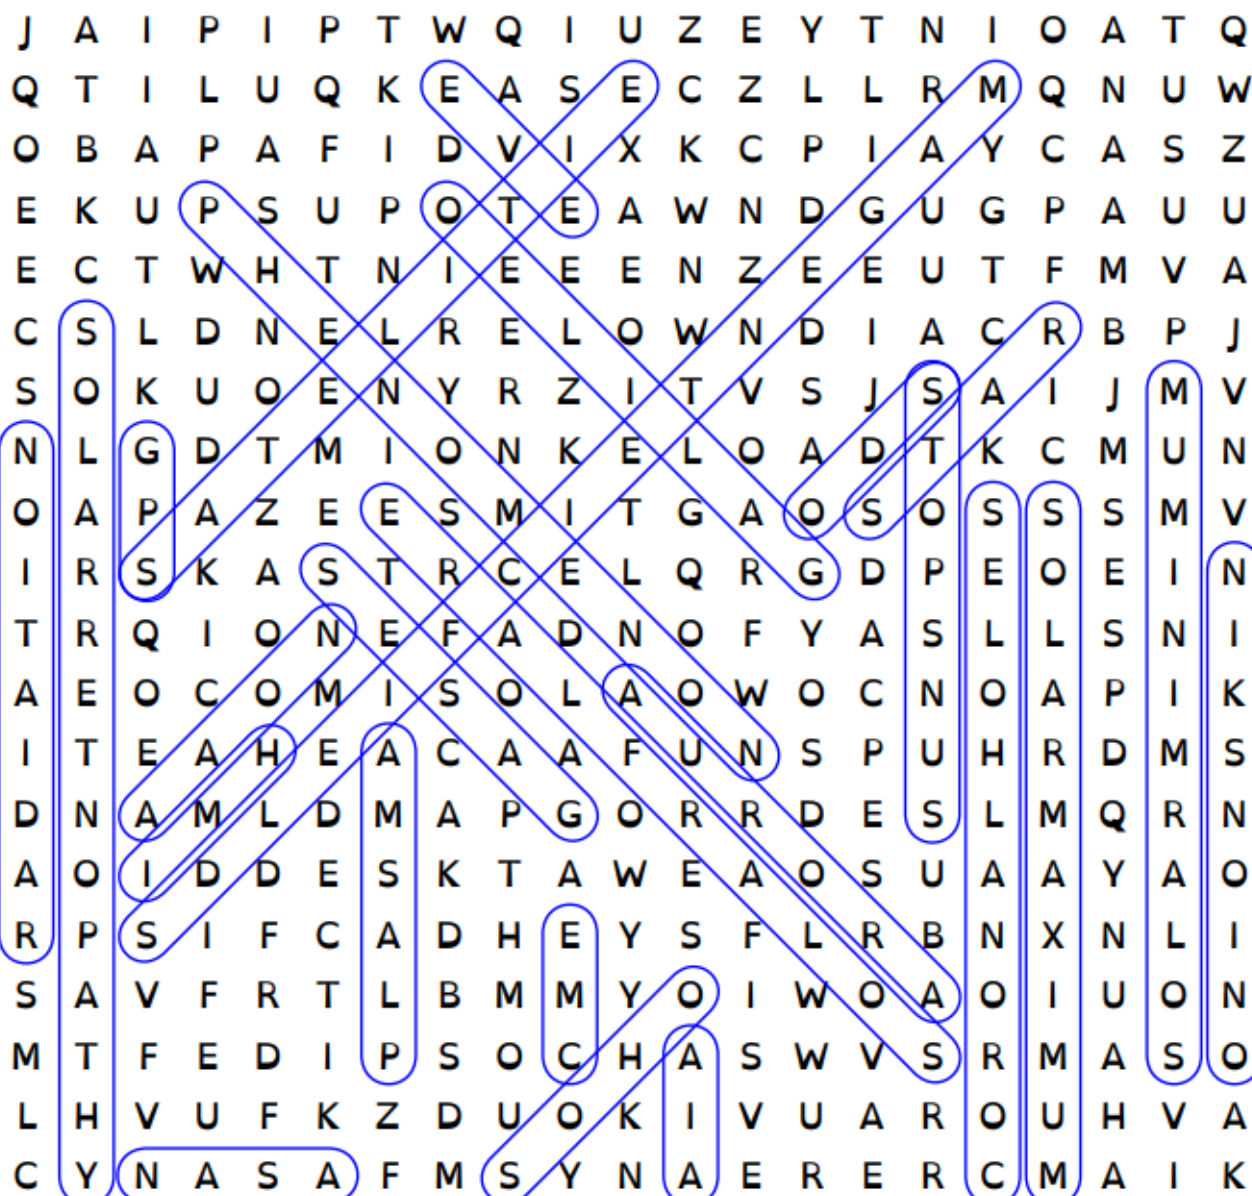 J A I P I P T W Q I U Z E Y T N I O A T Q
Q T I L U Q K E A S E C Z L L R M Q N U W
O B A P A F I D V I X K C P I A Y C A S Z
E K U P S U P O T E A W N D G U G P A U U
E C T W H T N I E E E N Z E E U T F M V A
C S L D N E L R E L O W N D I A C R B P J
S O K U O E N Y R Z I T V S J S A I J M V
N L G D T M I O N K E L O A D T K C M U N
O A P A Z E E S M I T G A O S O S S S M V
I R S K A S T R C E L Q R G D P E O E I N
T R Q I O N E F A D N O F Y A S L L S N I
A E O C O M I S O L A O W O C N O A P I K
I T E A H E A C A A F U N S P U H R D M S
D N A M L D M A P G O R R D E S L M Q R N
A O I D D E S K T A W E A O S U A A Y A O
R P S I F C A D H E Y S F L R B N X N L I
S A V F R T L B M M Y O I W O A O I U O N
M T F E D I P S O C H A S W V S R M A S O
L H V U F K Z D U O K I V U A R O U H V A
C Y N A S A F M S Y N A E R E R C M A I K